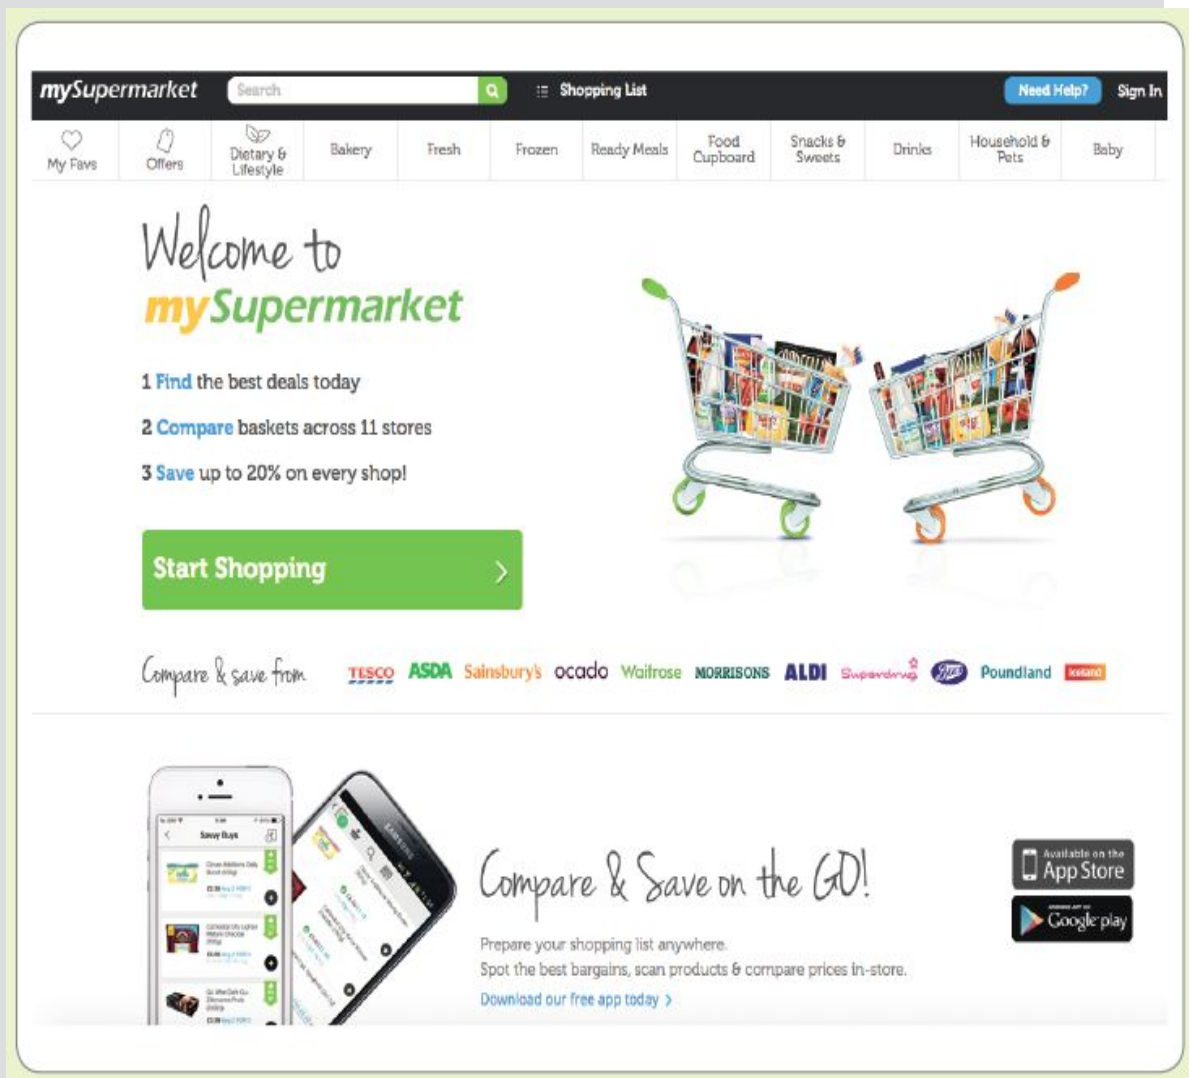 mySupermarket
Search
Shopping List
Need Help?
Sign In
My Favs
Offers
Dietary &
Lifestyle
Bakery
Fresh
Frozen
Ready Meals
Food
Cupboard
Snacks &
Sweets
Drinks
Household &
Pets
Baby
Welcome to
mySupermarket
1 Find the best deals today
2 Compare baskets across 11 stores
3 Save up to 20% on every shop!
Start Shopping
Compare & save from
TESCO ASDA Sainsbury's ocado Waitrose MORRISONS ALDI Superdrug Boots Poundland Iceland
Savvy Buys
SAMSUNG
Compare & Save on the GO!
Prepare your shopping list anywhere.
Spot the best bargains, scan products & compare prices in-store.
Download our free app today
Available on the
App Store
Google play